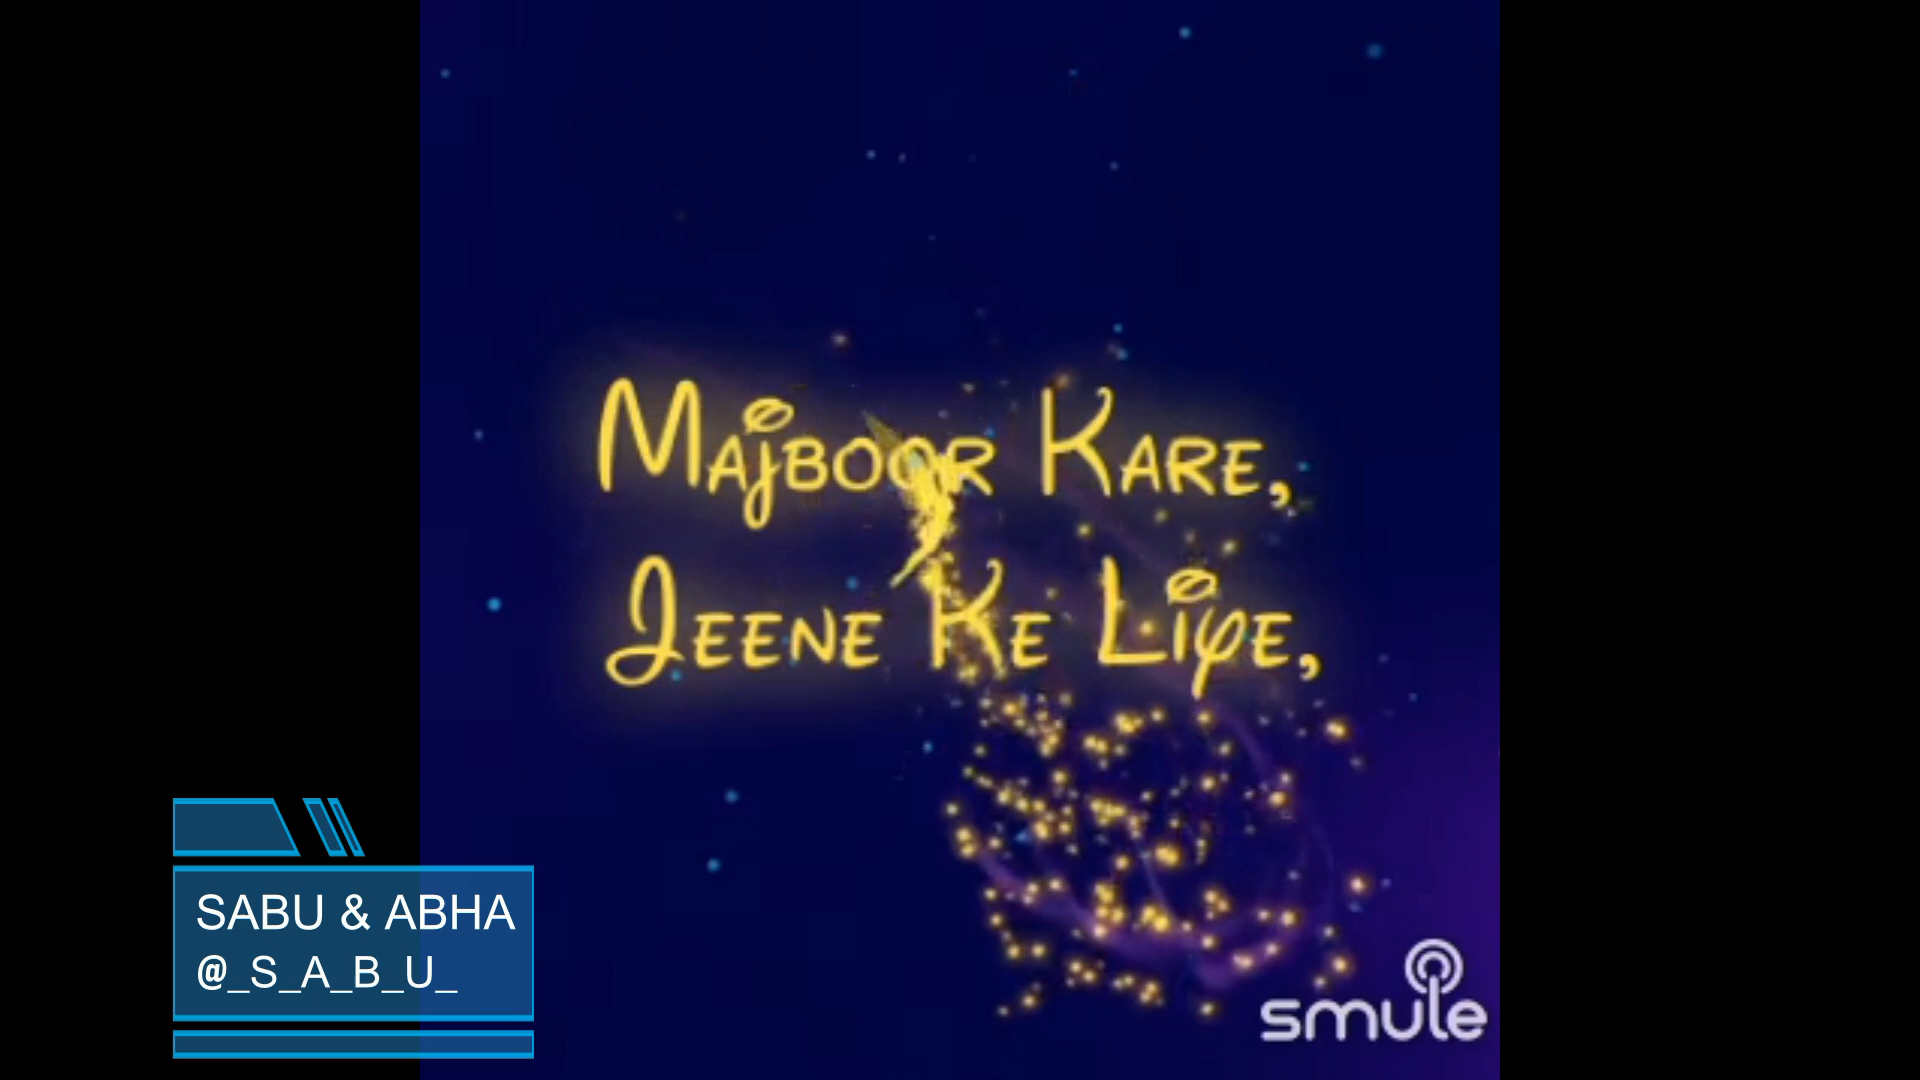 Majboor Kare,
Jeene Ke Liye,
SABU & ABHA
@_S_A_B_U_
smule